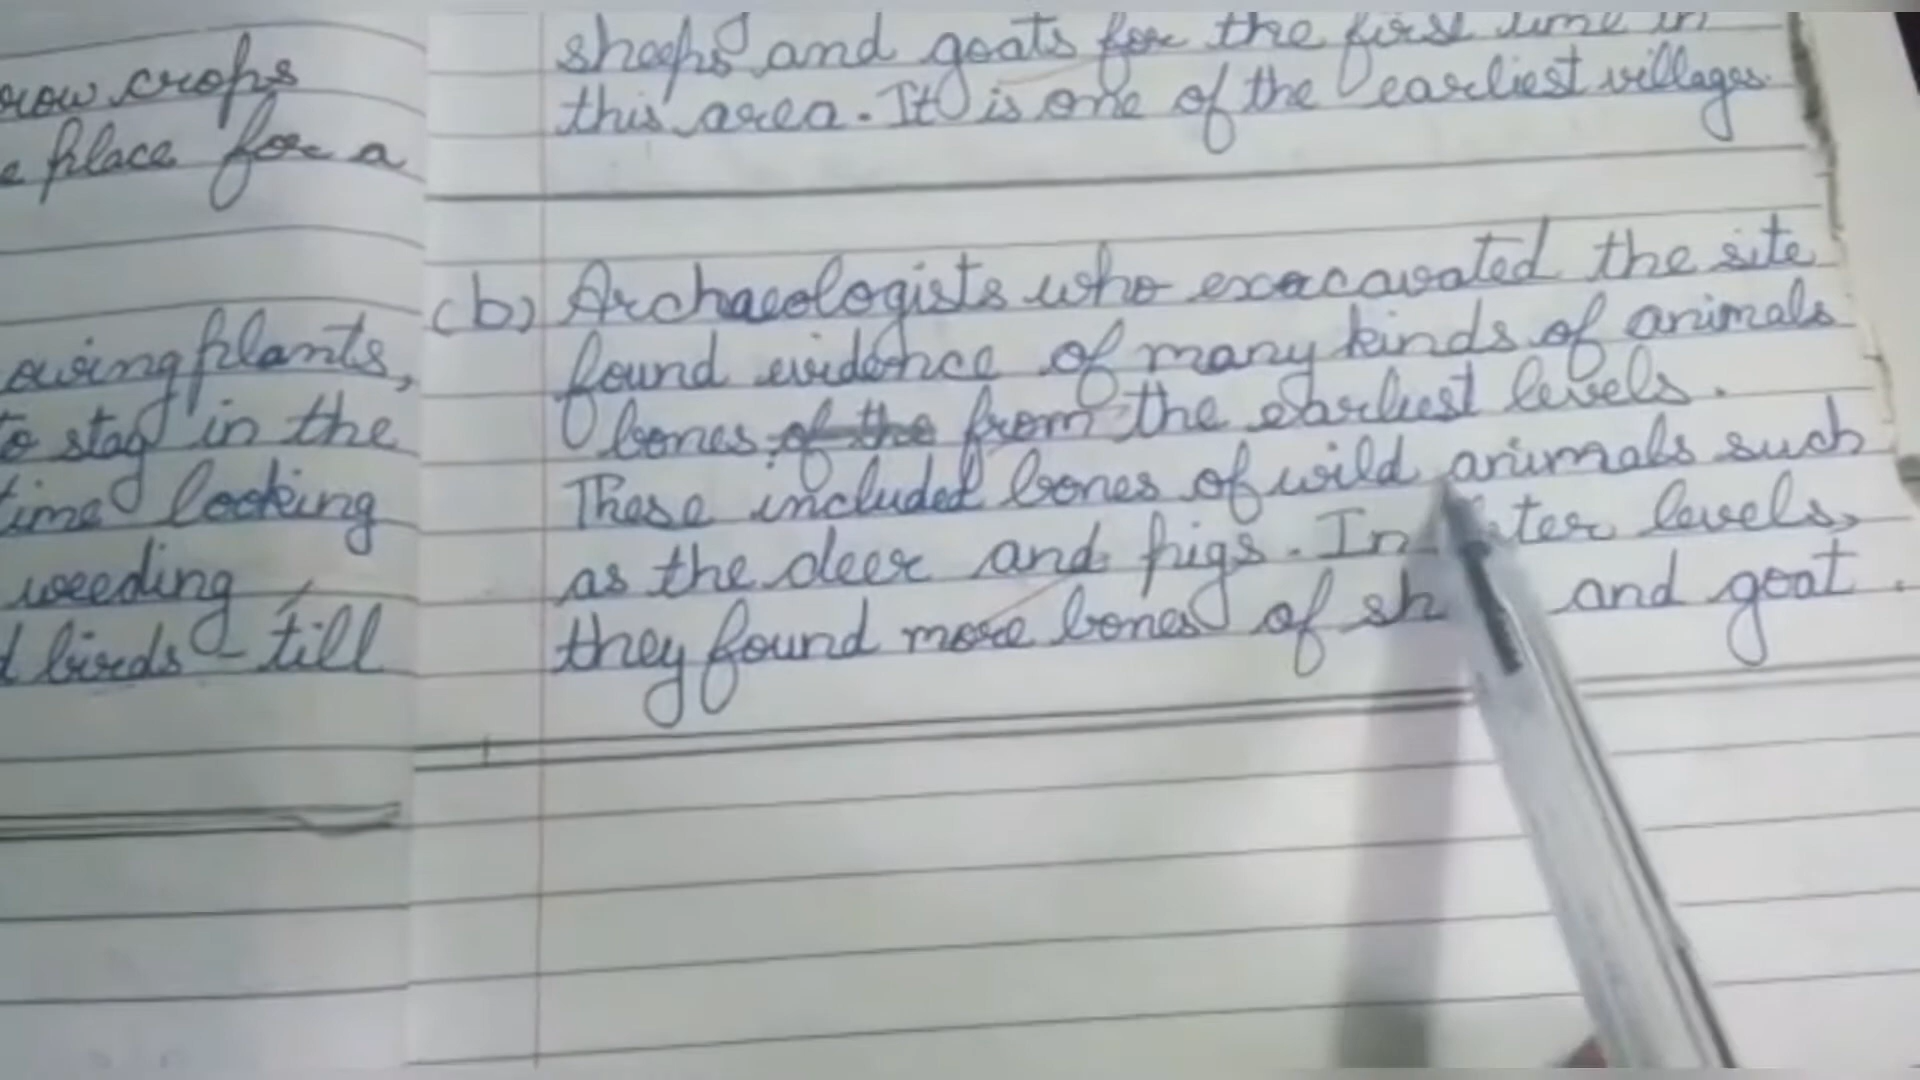 row crops
place for a
owing plants,
to stay in the
time looking
weeding
birds - till
sheeps and goats for the first time in
this area. It is one of the earliest villages.
(b) Archaeologists who exacavated the site
found evidence of many kinds of animals
bones of the from the earliest levels.
These included bones of wild animals such
as the deer and pigs. In ter levels,
they found more bones of sh and goat.